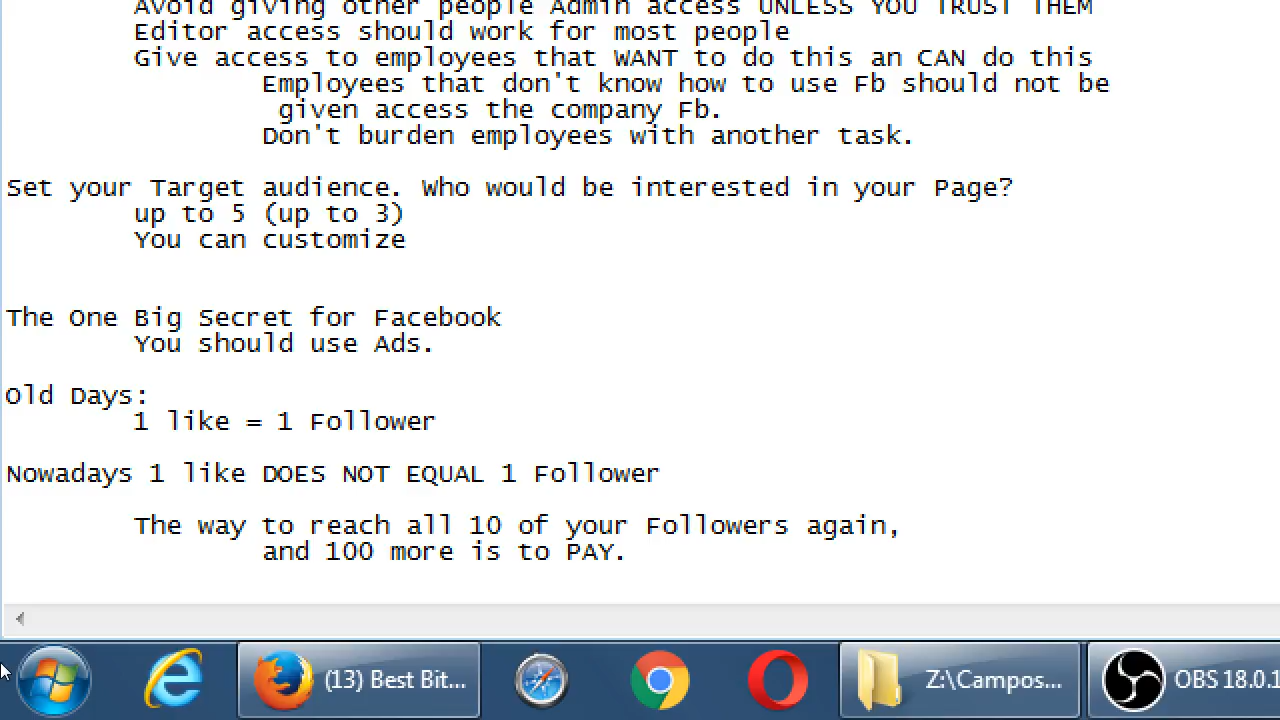 Avoid giving other people Admin access UNLESS YOU TRUST THEM
Editor access should work for most people
Give access to employees that WANT to do this an CAN do this
Employees that don't know how to use Fb should not be
given access the company Fb.
Don't burden employees with another task.
Set your Target audience. Who would be interested in your Page?
up to 5 (up to 3)
You can customize
The One Big Secret for Facebook
You should use Ads.
Old Days:
1 like = 1 Follower
Nowadays 1 like DOES NOT EQUAL 1 Follower
The way to reach all 10 of your Followers again,
and 100 more is to PAY.
(13) Best Bit...
Z:\Campos...
OBS 18.0.1